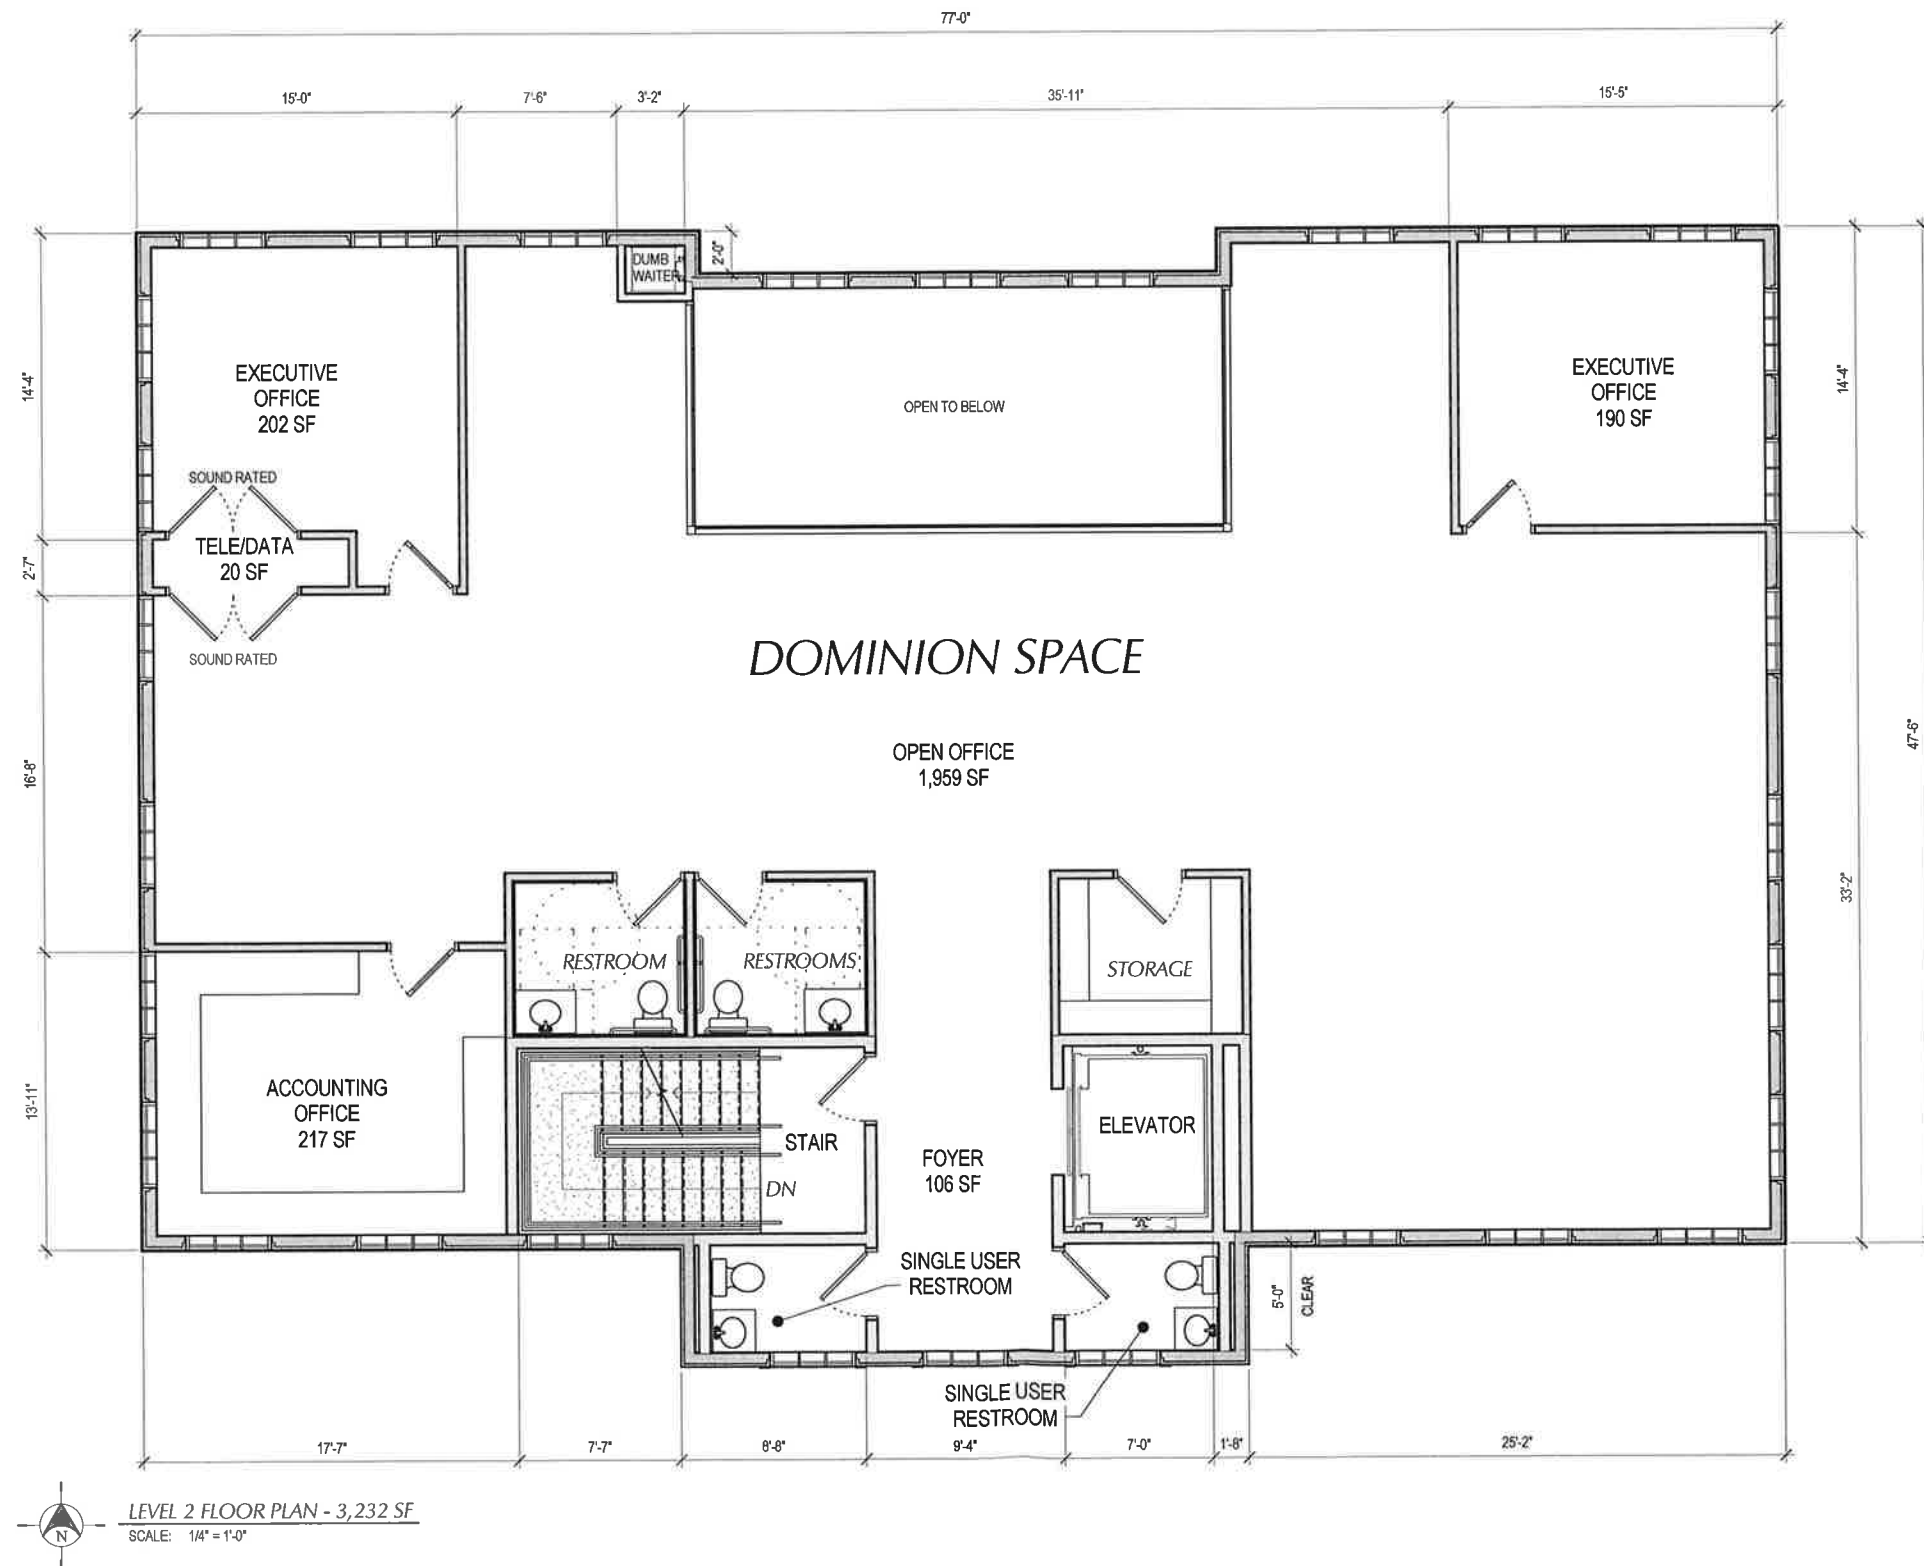 77'-0"
15'-0"
7'-6"
3'-2"
35'-11"
15'-5"
2'-0"
DUMB
WAITER
14'-4"
EXECUTIVE
OFFICE
202 SF
OPEN TO BELOW
EXECUTIVE
OFFICE
190 SF
14'-4"
SOUND RATED
TELE/DATA
20 SF
2'-7"
SOUND RATED
DOMINION SPACE
OPEN OFFICE
1,959 SF
47'-6"
16'-8"
33'-2"
RESTROOM
RESTROOMS
STORAGE
13'-11"
ACCOUNTING
OFFICE
217 SF
STAIR
DN
FOYER
106 SF
ELEVATOR
SINGLE USER
RESTROOM
5'-0"
CLEAR
SINGLE USER
RESTROOM
17'-7"
7'-7"
8'-8"
9'-4"
7'-0"
1'-8"
25'-2"
N
LEVEL 2 FLOOR PLAN - 3,232 SF
SCALE: 1/4" = 1'-0"